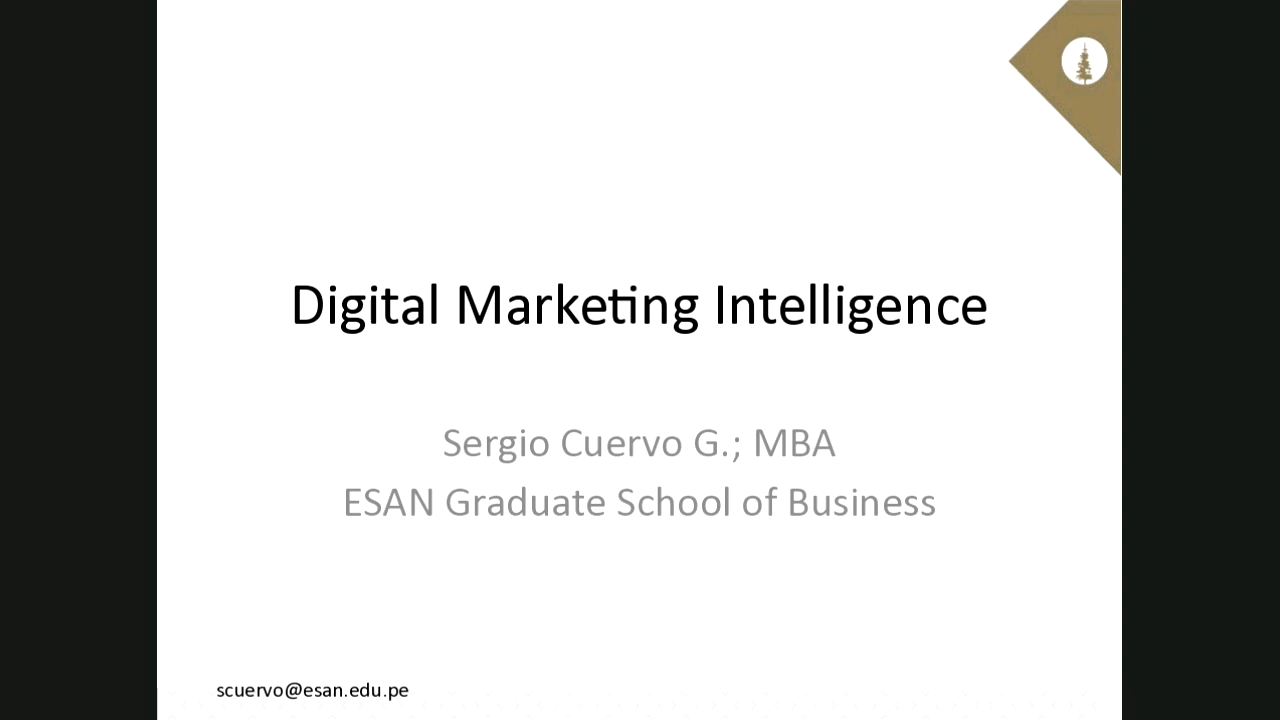 Digital Marketing Intelligence
Sergio Cuervo G.; MBA
ESAN Graduate School of Business
scuervo@esan.edu.pe